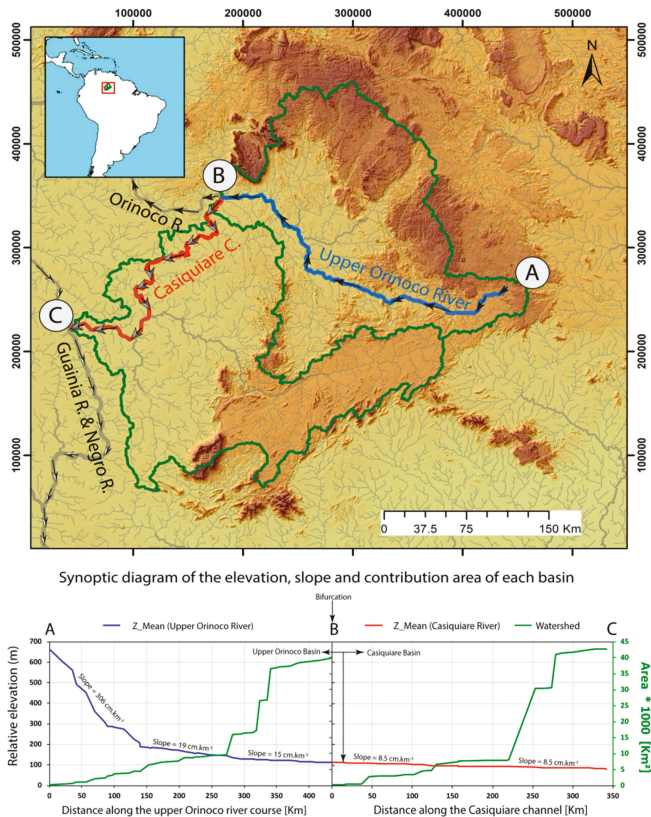 100000 200000 300000 400000 500000
500000
400000
300000
200000
100000
N
B
Orinoco R.
Casiquiare C.
Upper Orinoco River
A
C
Guainia R. & Negro R.
0 37.5 75 150 Km
Synoptic diagram of the elevation, slope and contribution area of each basin
Bifurcation
A B C
Z_Mean (Upper Orinoco River) Z_Mean (Casiquiare River) Watershed
Upper Orinoco Basin Casiquiare Basin
Relative elevation (m)
700
600
500
400
300
200
100
0
Slope = 306 cm.km⁻¹
Slope = 19 cm.km⁻¹
Slope = 15 cm.km⁻¹
Slope = 8.5 cm.km⁻¹
Slope = 8.5 cm.km⁻¹
45
40
35
30
25
20
15
10
5
0
Area * 1000 [Km²]
0 50 100 150 200 250 300 350 400 0 50 100 150 200 250 300 350
Distance along the upper Orinoco river course [Km] Distance along the Casiquiare channel [Km]